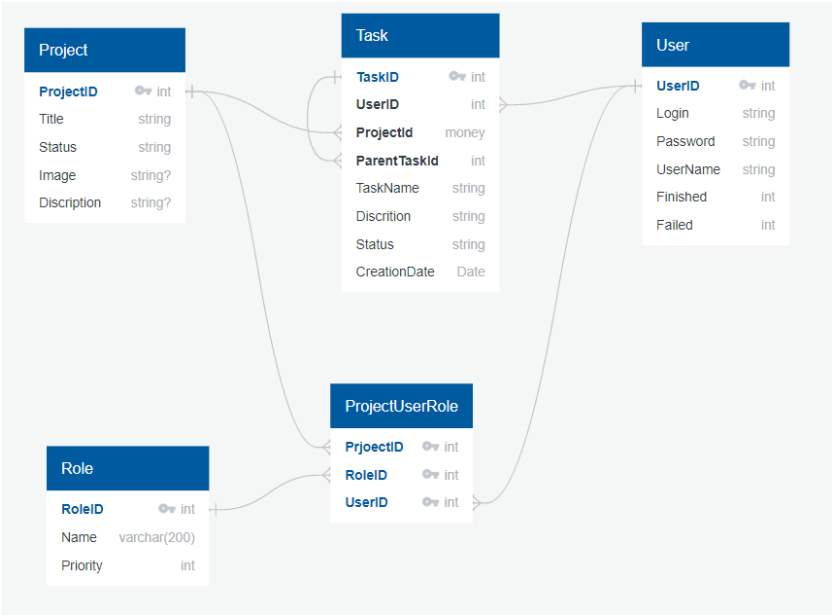 Project
ProjectID int
Title string
Status string
Image string?
Discription string?
Task
TaskID int
UserID int
ProjectId money
ParentTaskId int
TaskName string
Discrition string
Status string
CreationDate Date
User
UserID int
Login string
Password string
UserName string
Finished int
Failed int
ProjectUserRole
PrjoectID int
RoleID int
UserID int
Role
RoleID int
Name varchar(200)
Priority int